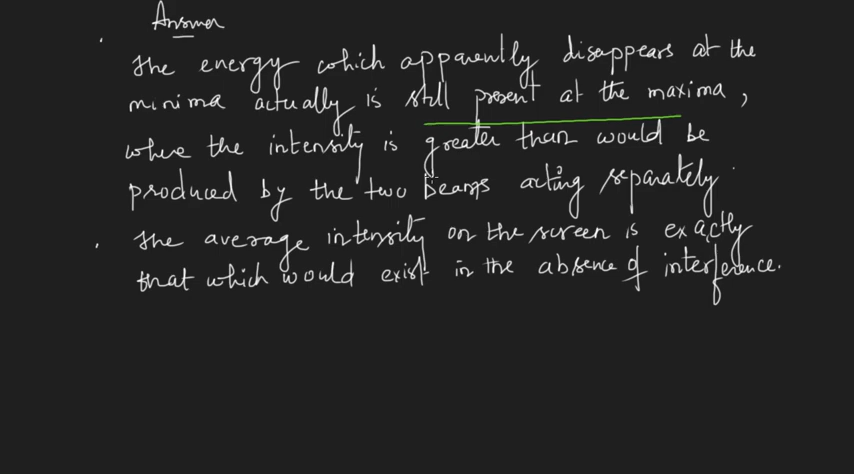 Answer
. The energy which apparently disappears at the
minima actually is still present at the maxima,
where the intensity is greater than would be
produced by the two beams acting separately.
. The average intensity on the screen is exactly
that which would exist in the absence of interference.